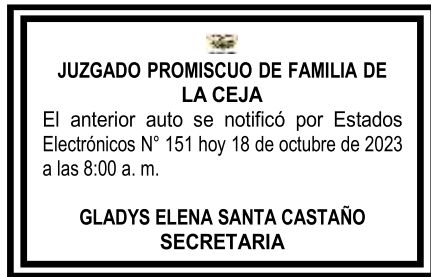 JUZGADO PROMISCUO DE FAMILIA DE
LA CEJA
El anterior auto se notificó por Estados
Electrónicos N° 151 hoy 18 de octubre de 2023
a las 8:00 a. m.
GLADYS ELENA SANTA CASTAÑO
SECRETARIA